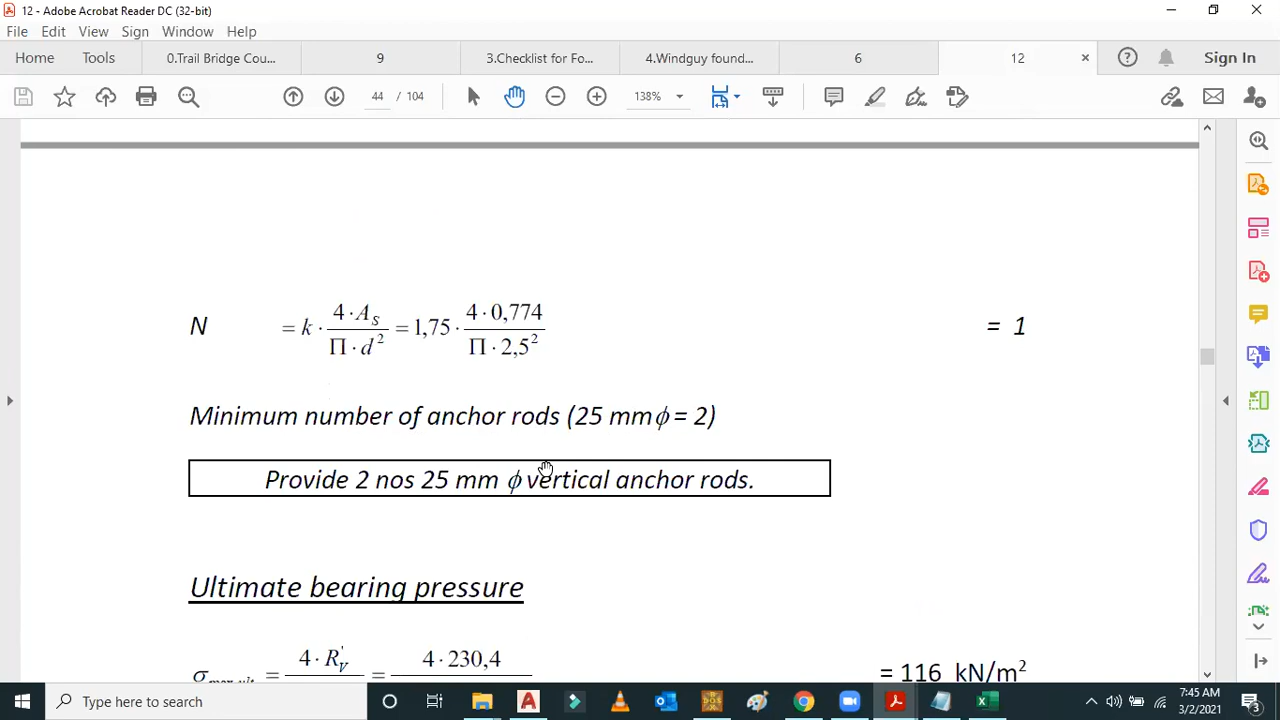 12 - Adobe Acrobat Reader DC (32-bit)
File Edit View Sign Window Help
Home Tools 0.Trail Bridge Cou... 9 3.Checklist for Fo... 4.Windguy found... 6 12 Sign In
44 / 104 138%
N = k · 4 · A_S / Π · d² = 1,75 · 4 · 0,774 / Π · 2,5² = 1
Minimum number of anchor rods (25 mm ϕ = 2)
Provide 2 nos 25 mm ϕ vertical anchor rods.
Ultimate bearing pressure
= 4 · R'_V = 4 · 230,4 = 116 kN/m²
Type here to search
7:45 AM
3/2/2021